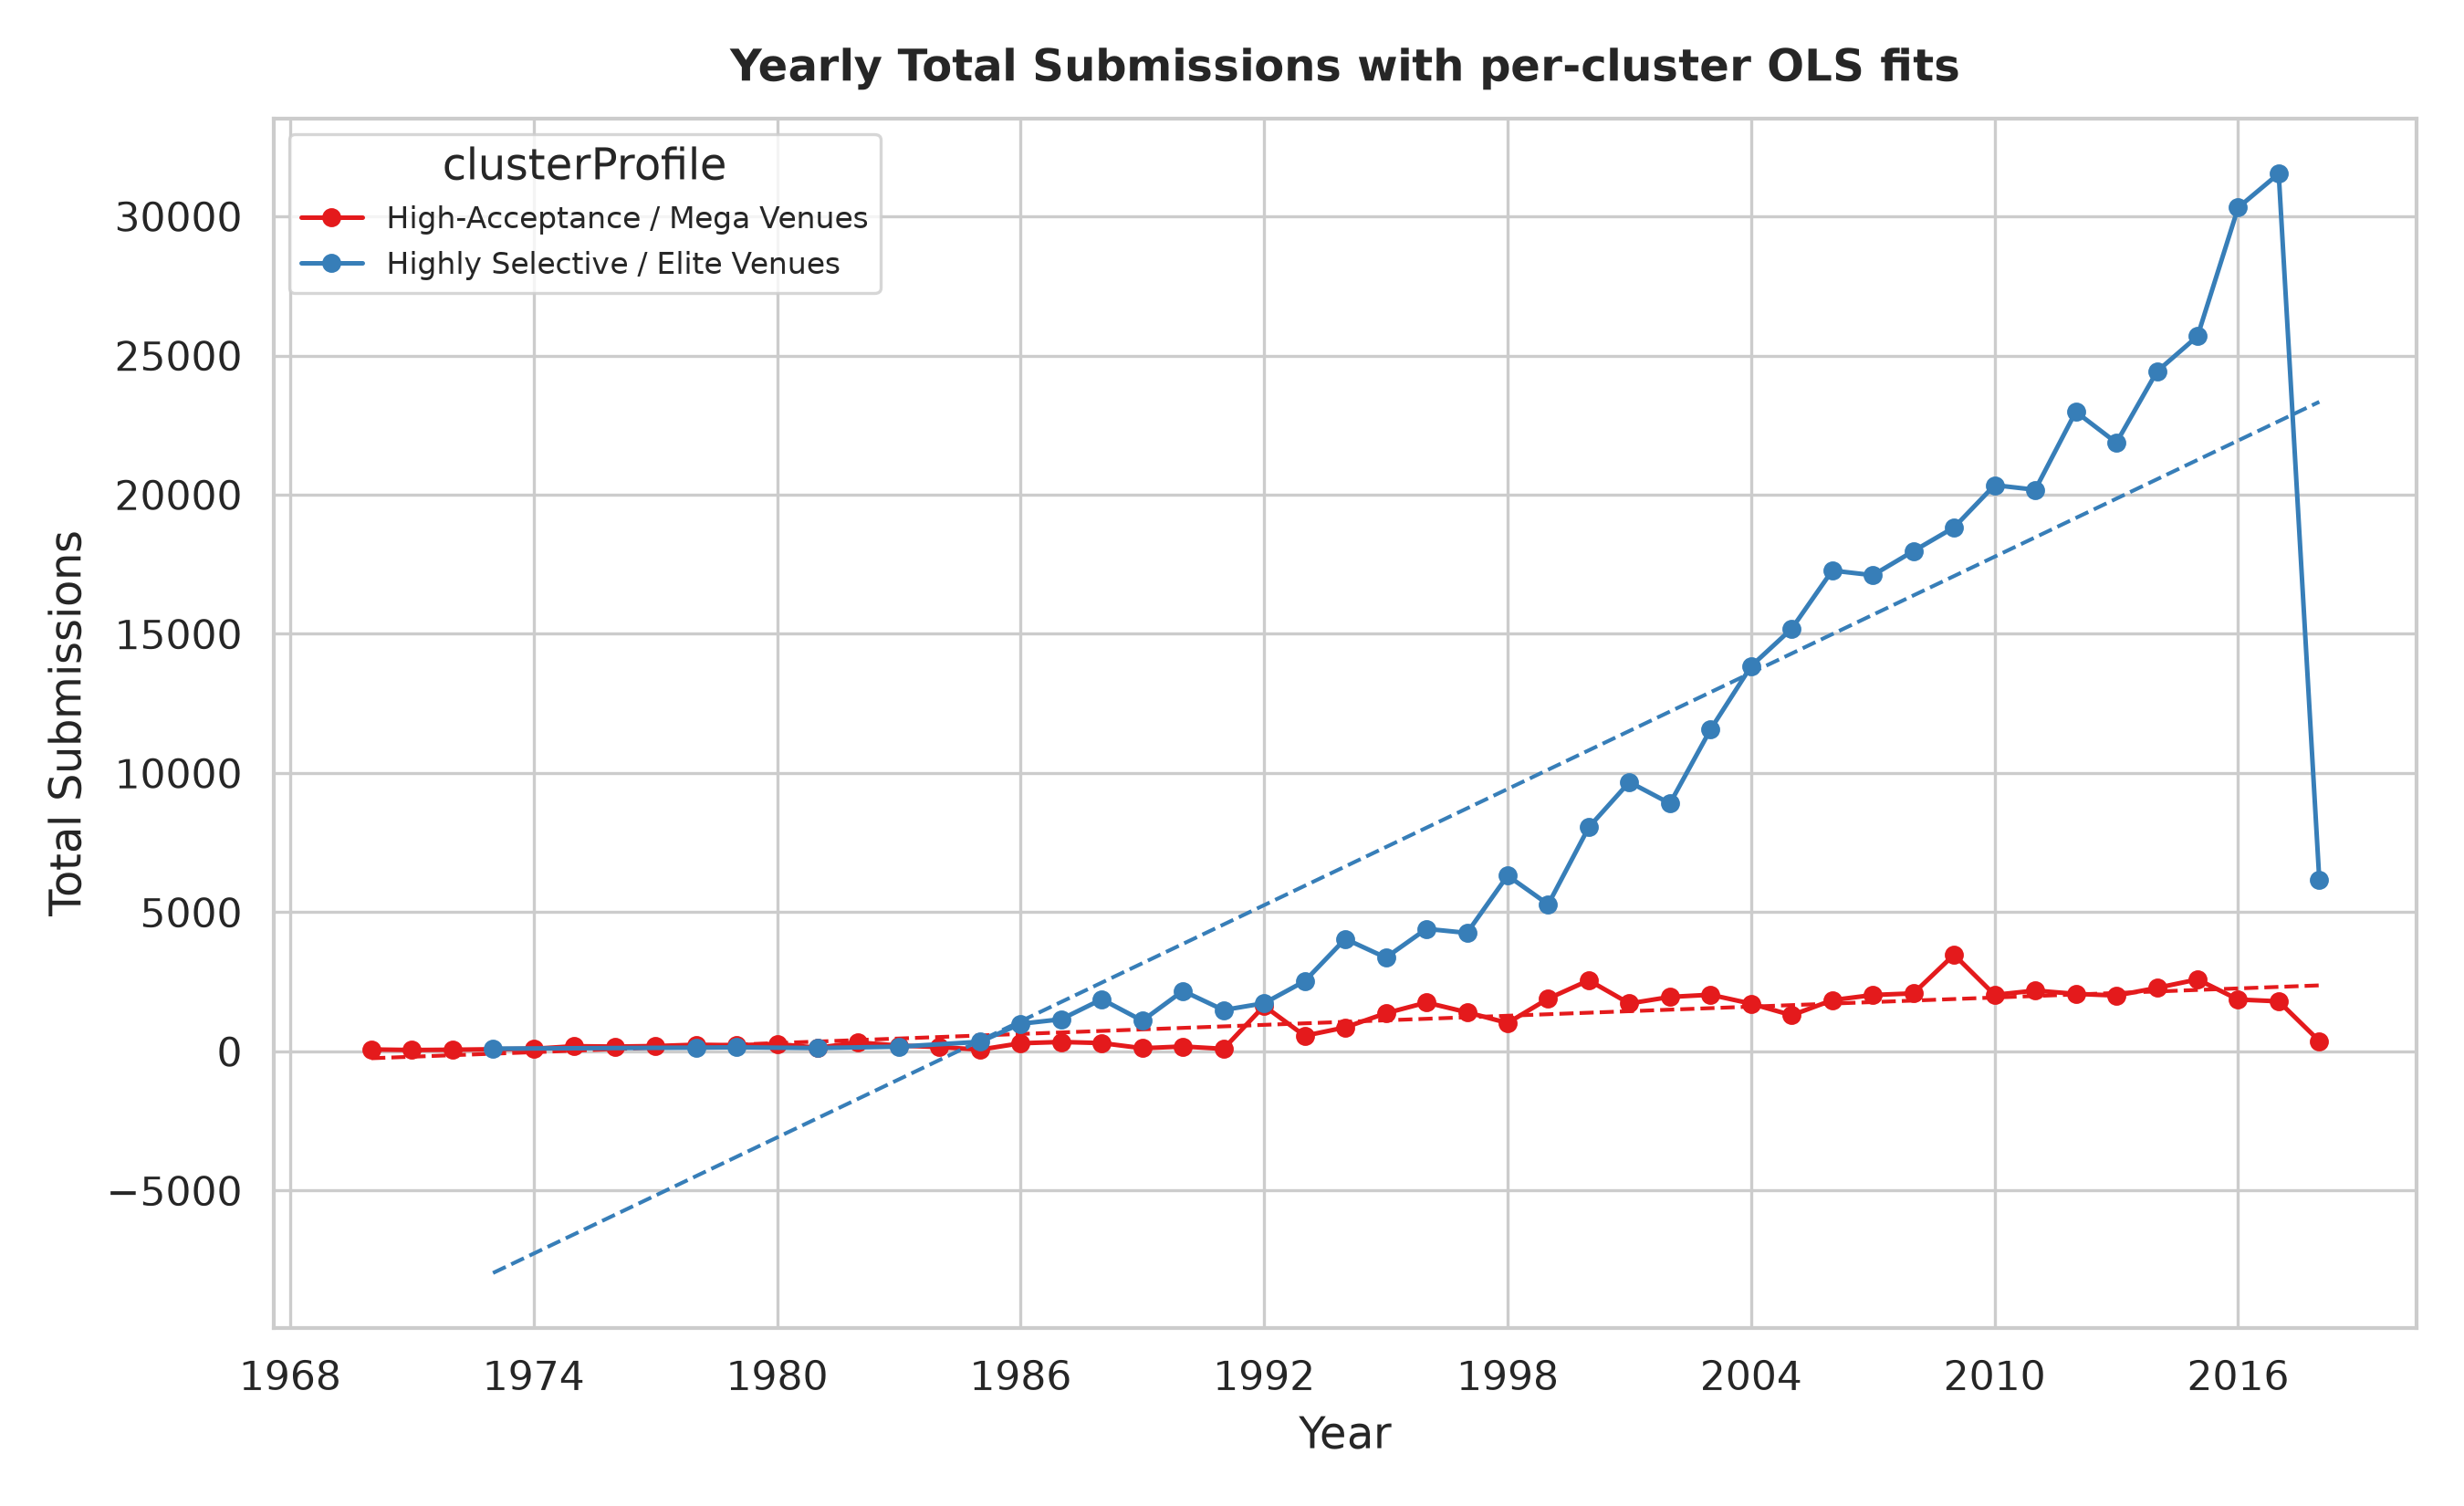 Yearly Total Submissions with per-cluster OLS fits
clusterProfile
High-Acceptance / Mega Venues
Highly Selective / Elite Venues
Total Submissions
30000
25000
20000
15000
10000
5000
0
−5000
1968 1974 1980 1986 1992 1998 2004 2010 2016
Year